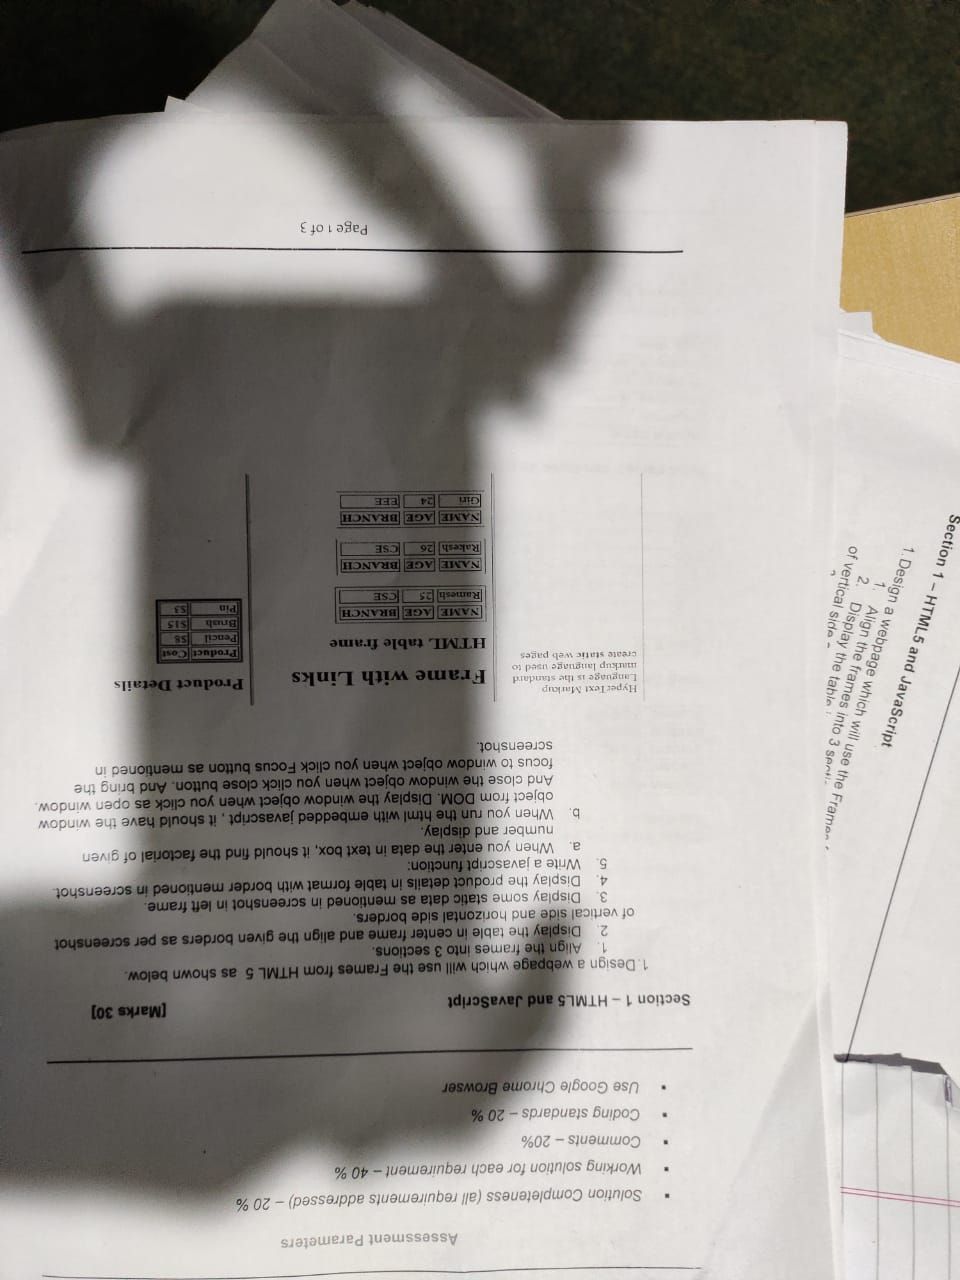 Assessment Parameters
▪ Solution Completeness (all requirements addressed) – 20 %
▪ Working solution for each requirement – 40 %
▪ Comments – 20%
▪ Coding standards – 20 %
▪ Use Google Chrome Browser
Section 1 – HTML5 and JavaScript [Marks 30]
1.Design a webpage which will use the Frames from HTML 5 as shown below.
1. Align the frames into 3 sections.
2. Display the table in center frame and align the given borders as per screenshot
of vertical side and horizontal side borders.
3. Display some static data as mentioned in screenshot in left frame.
4. Display the product details in table format with border mentioned in screenshot.
5. Write a javascript function:
a. When you enter the data in text box, it should find the factorial of given
number and display.
b. When you run the html with embedded javascript , it should have the window
object from DOM. Display the window object when you click as open window.
And close the window object when you click close button. And bring the
focus to window object when you click Focus button as mentioned in
screenshot.
HyperText Markup
Language is the standard
markup language used to
create static web pages
Frame with Links
HTML table frame
NAME AGE BRANCH
Ramesh 25 CSE
NAME AGE BRANCH
Rakesh 26 CSE
NAME AGE BRANCH
Giri 24 EEE
Product Details
Product Cost
Pencil $8
Brush $15
Pin $3
Page 1 of 3
Section 1 – HTML5 and JavaScript
1. Design a webpage which will use the Frames
1. Align the frames into 3
2. Display the table
of vertical side